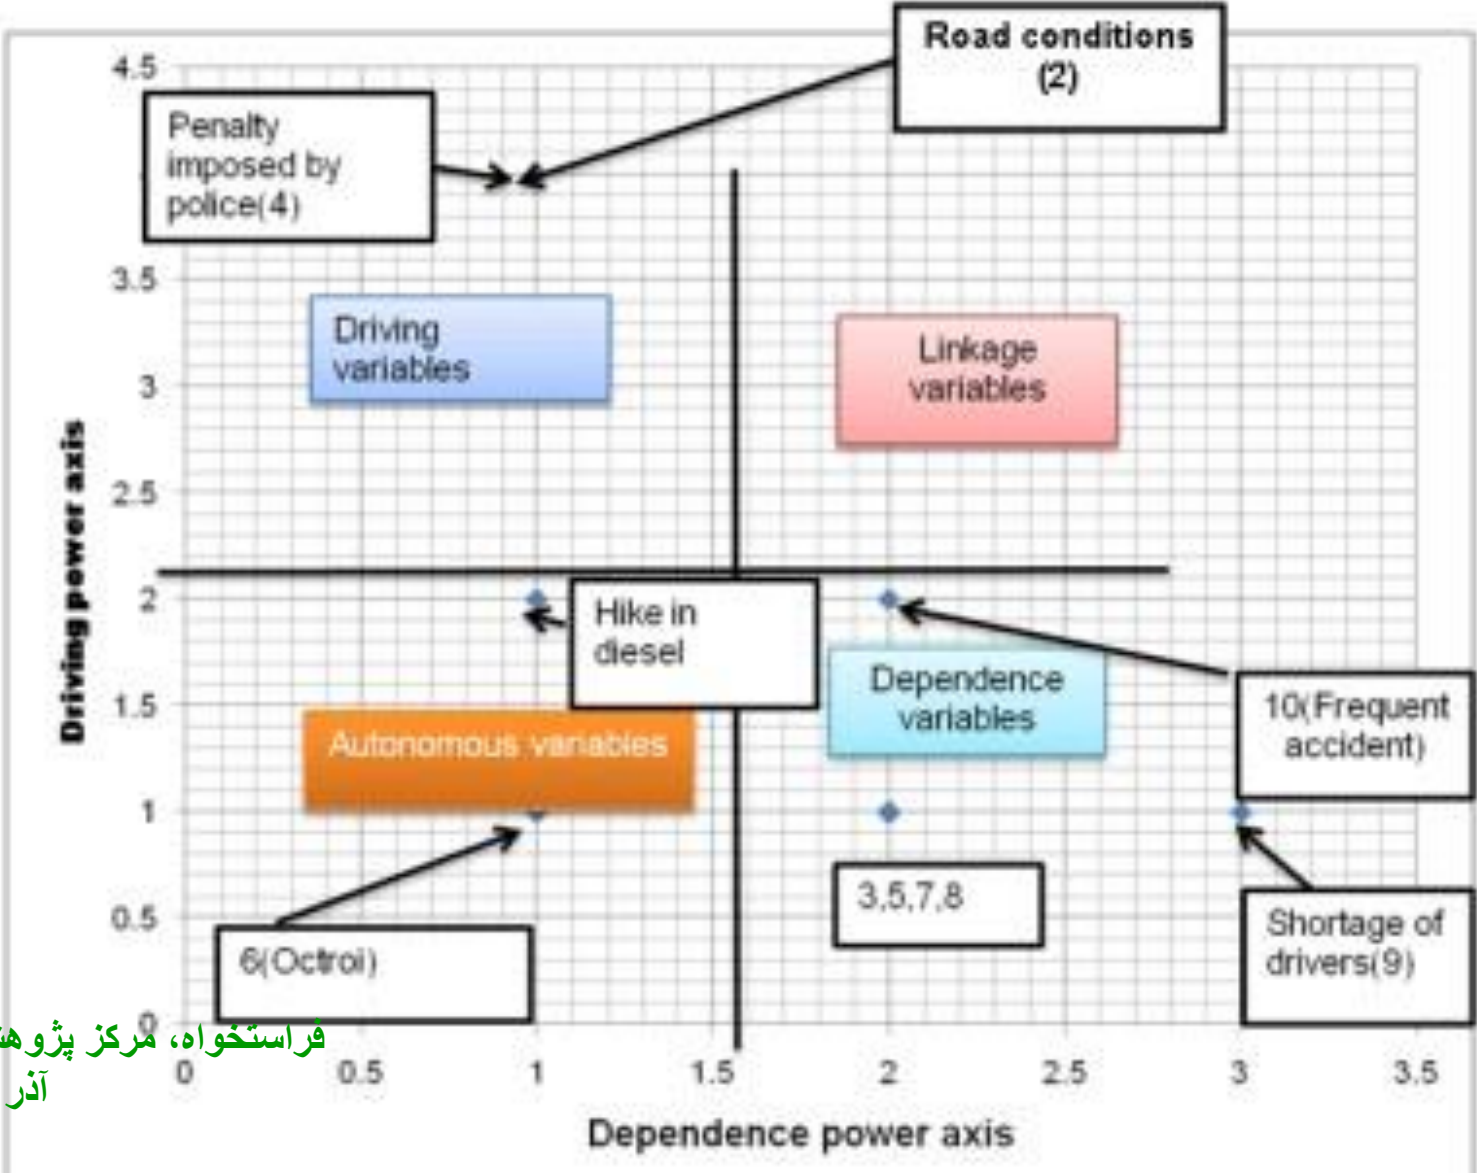 Road conditions
(2)
4.5
Penalty
imposed by
police(4)
3.5
Driving
variables
Linkage
variables
3
2.5
Driving power axis
2
Hike in
diesel
Dependence
variables
1.5
10(Frequent
accident)
Autonomous variables
1
3,5,7,8
0.5
Shortage of
drivers(9)
6(Octroi)
0
فراستخواه، مرکز
آذر
0 0.5 1 1.5 2 2.5 3 3.5
Dependence power axis